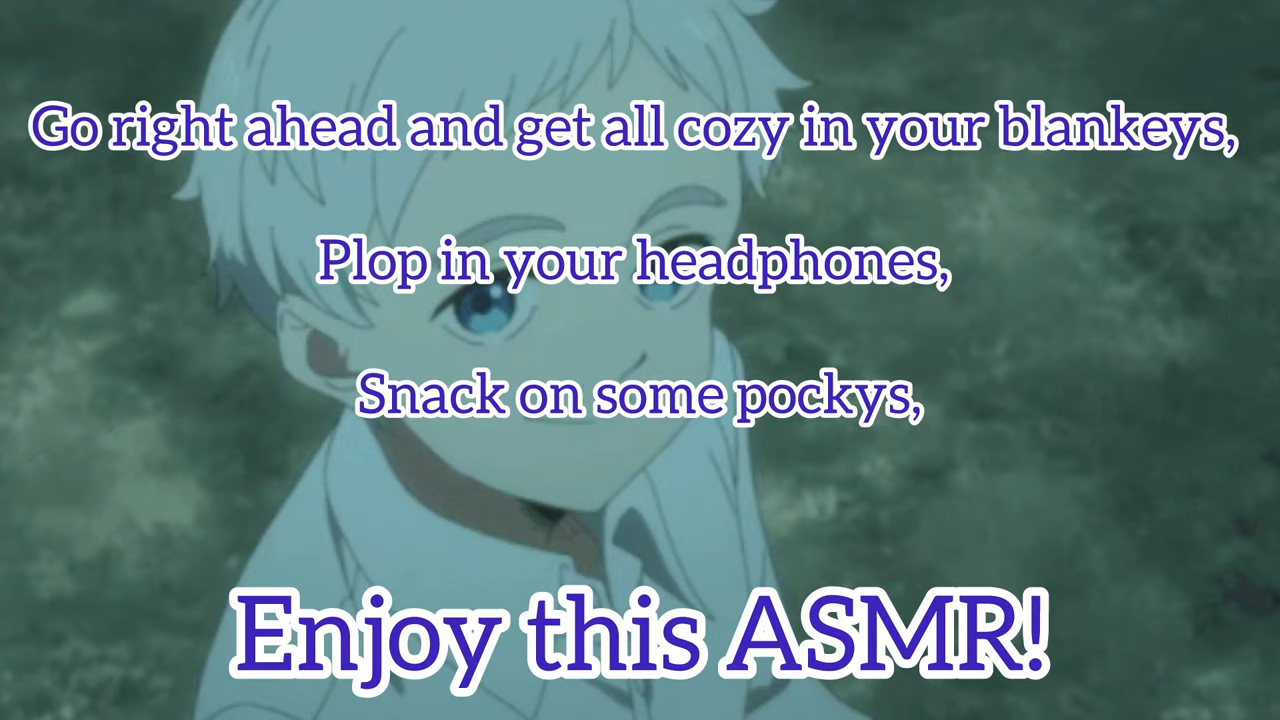 Go right ahead and get all cozy in your blankeys,
Plop in your headphones,
Snack on some pockys,
Enjoy this ASMR!